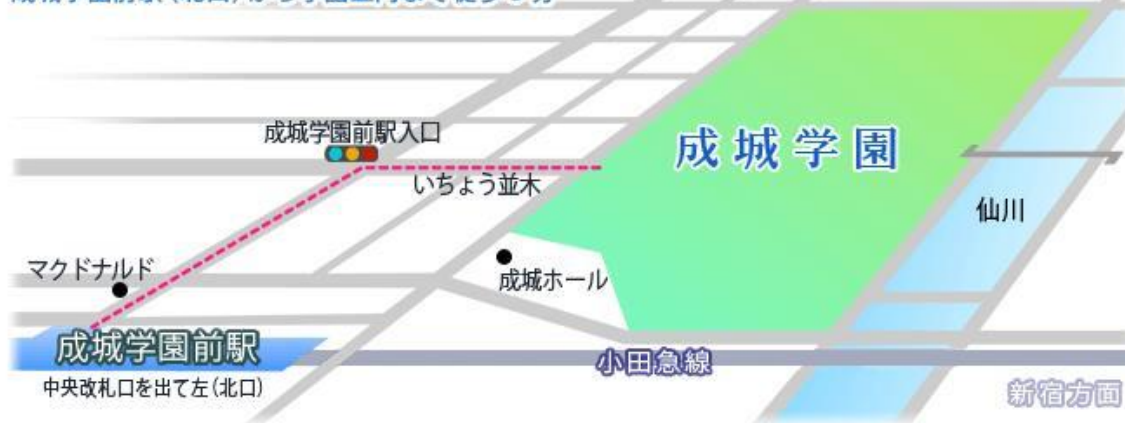 成城学園前駅入口
成城学園
いちょう並木
仙川
マクドナルド
成城ホール
成城学園前駅
小田急線
中央改札口を出て左(北口)
新宿方面